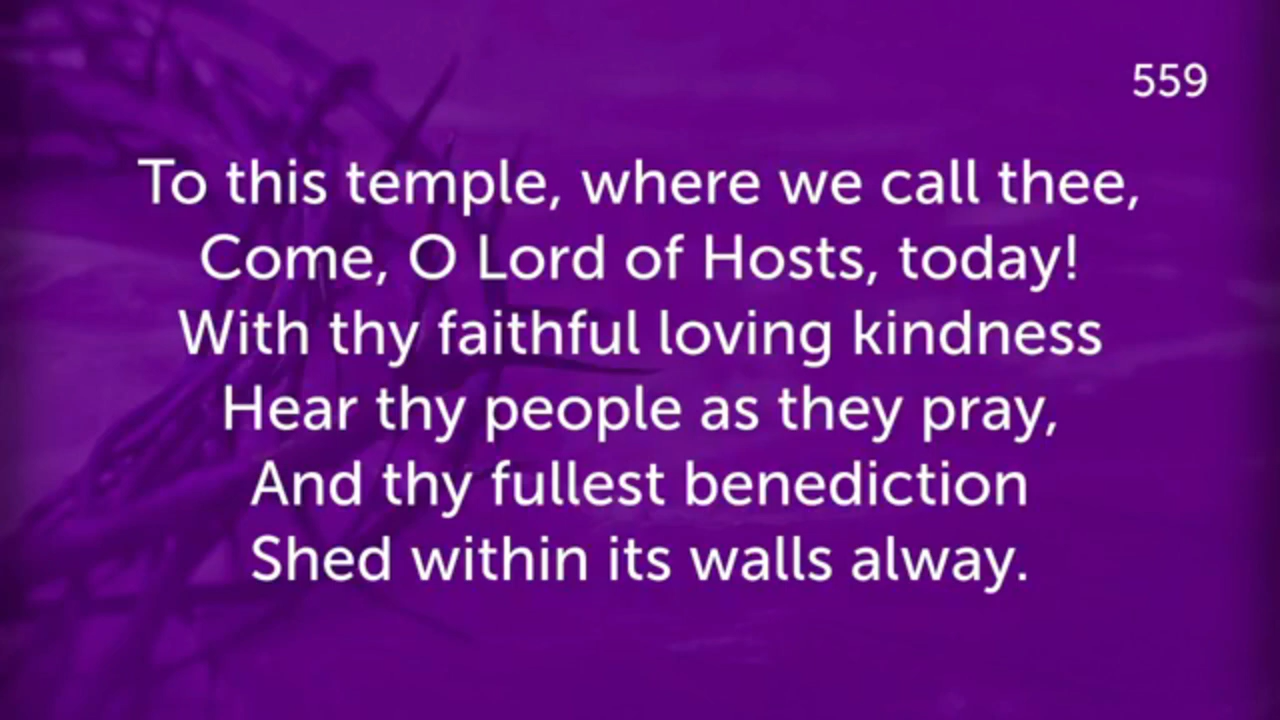 559
To this temple, where we call thee,
Come, O Lord of Hosts, today!
With thy faithful loving kindness
Hear thy people as they pray,
And thy fullest benediction
Shed within its walls alway.